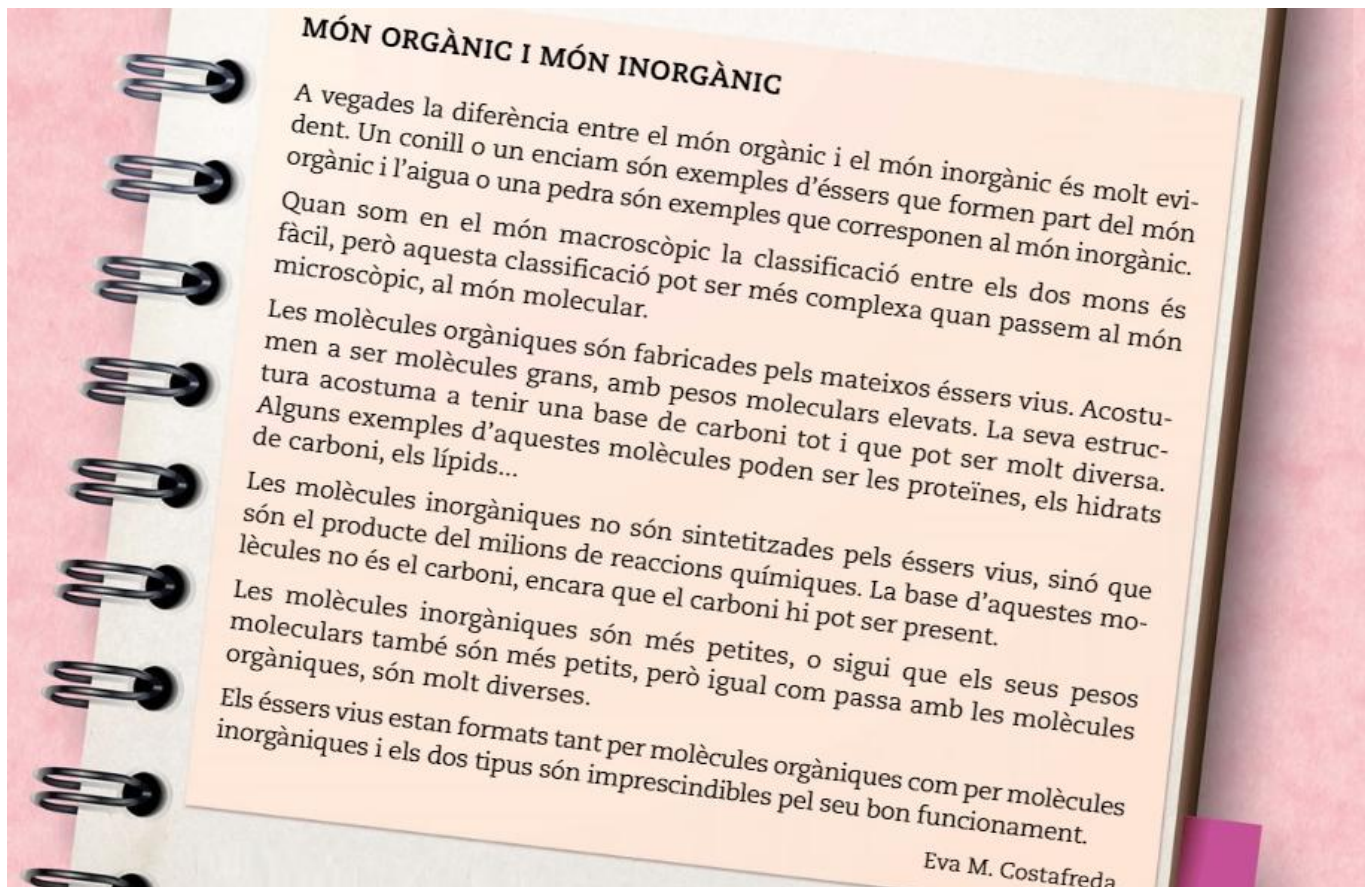 MÓN ORGÀNIC I MÓN INORGÀNIC
A vegades la diferència entre el món orgànic i el món inorgànic és molt evi-
dent. Un conill o un enciam són exemples d'éssers que formen part del món
orgànic i l'aigua o una pedra són exemples que corresponen al món inorgànic.
Quan som en el món macroscòpic la classificació entre els dos mons és
fàcil, però aquesta classificació pot ser més complexa quan passem al món
microscòpic, al món molecular.
Les molècules orgàniques són fabricades pels mateixos éssers vius. Acostu-
men a ser molècules grans, amb pesos moleculars elevats. La seva estruc-
tura acostuma a tenir una base de carboni tot i que pot ser molt diversa.
Alguns exemples d'aquestes molècules poden ser les proteïnes, els hidrats
de carboni, els lípids...
Les molècules inorgàniques no són sintetitzades pels éssers vius, sinó que
són el producte del milions de reaccions químiques. La base d'aquestes mo-
lècules no és el carboni, encara que el carboni hi pot ser present.
Les molècules inorgàniques són més petites, o sigui que els seus pesos
moleculars també són més petits, però igual com passa amb les molècules
orgàniques, són molt diverses.
Els éssers vius estan formats tant per molècules orgàniques com per molècules
inorgàniques i els dos tipus són imprescindibles pel seu bon funcionament.
Eva M. Costafreda